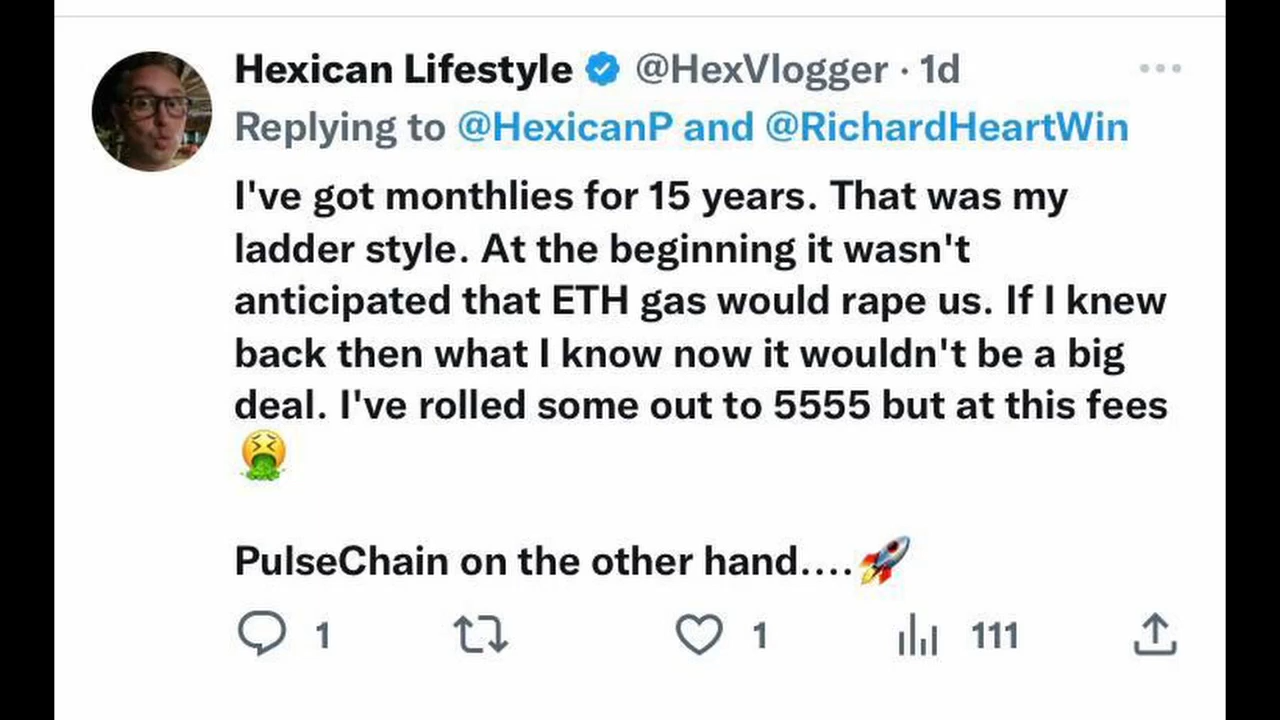 Hexican Lifestyle @HexVlogger · 1d
Replying to @HexicanP and @RichardHeartWin
I've got monthlies for 15 years. That was my
ladder style. At the beginning it wasn't
anticipated that ETH gas would rape us. If I knew
back then what I know now it wouldn't be a big
deal. I've rolled some out to 5555 but at this fees
🤮
PulseChain on the other hand....🚀
1 1 111